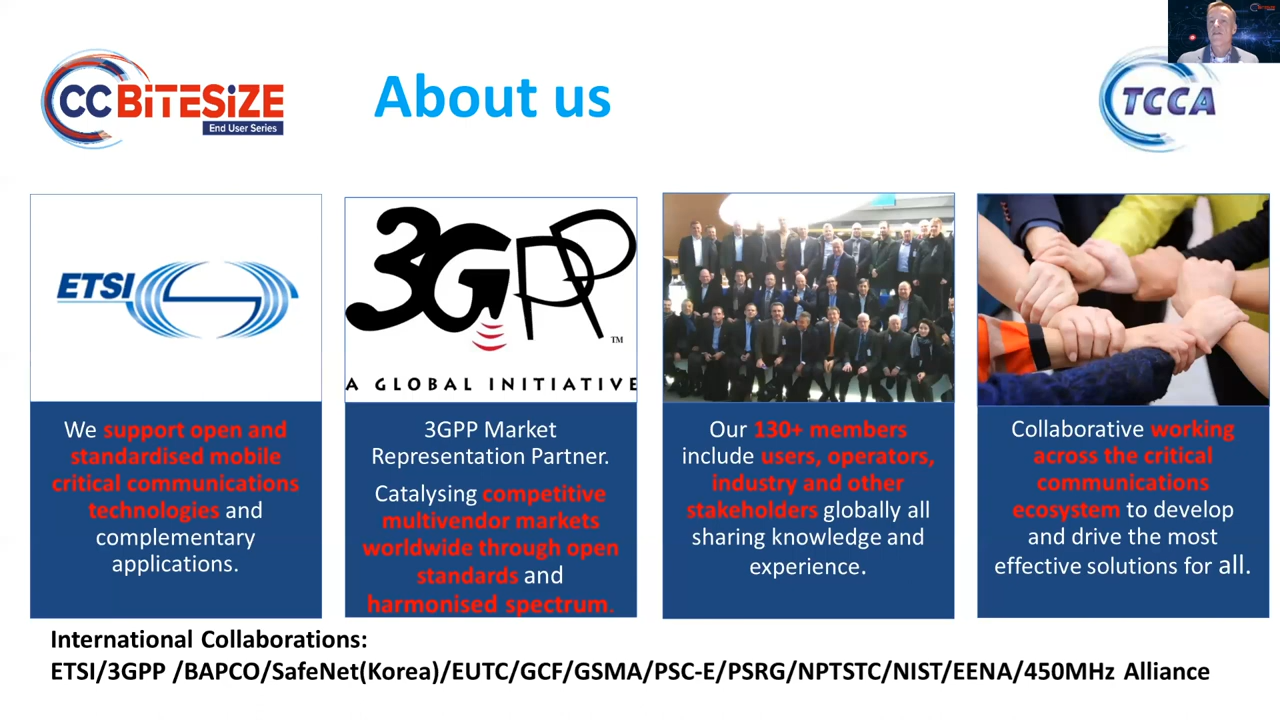 CCBiTESiZE
End User Series
About us
TCCA
ETSI
3GPP
TM
A GLOBAL INITIATIVE
We support open and
standardised mobile
critical communications
technologies and
complementary
applications.
3GPP Market
Representation Partner.
Catalysing competitive
multivendor markets
worldwide through open
standards and
harmonised spectrum.
Our 130+ members
include users, operators,
industry and other
stakeholders globally all
sharing knowledge and
experience.
Collaborative working
across the critical
communications
ecosystem to develop
and drive the most
effective solutions for all.
International Collaborations:
ETSI/3GPP /BAPCO/SafeNet(Korea)/EUTC/GCF/GSMA/PSC-E/PSRG/NPTSTC/NIST/EENA/450MHz Alliance